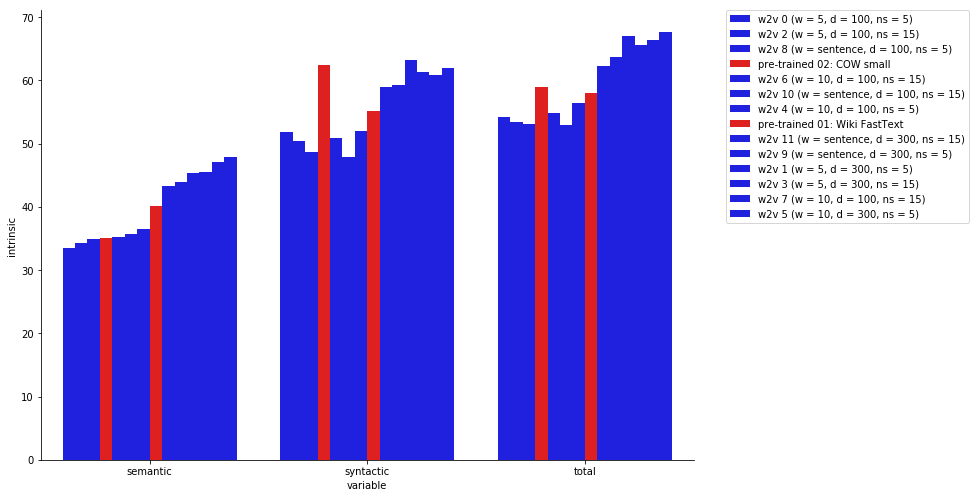 70
60
50
40
30
20
10
0
intrinsic
semantic
syntactic
total
variable
w2v 0 (w = 5, d = 100, ns = 5)
w2v 2 (w = 5, d = 100, ns = 15)
w2v 8 (w = sentence, d = 100, ns = 5)
pre-trained 02: COW small
w2v 6 (w = 10, d = 100, ns = 15)
w2v 10 (w = sentence, d = 100, ns = 15)
w2v 4 (w = 10, d = 100, ns = 5)
pre-trained 01: Wiki FastText
w2v 11 (w = sentence, d = 300, ns = 15)
w2v 9 (w = sentence, d = 300, ns = 5)
w2v 1 (w = 5, d = 300, ns = 5)
w2v 3 (w = 5, d = 300, ns = 15)
w2v 7 (w = 10, d = 100, ns = 15)
w2v 5 (w = 10, d = 300, ns = 5)